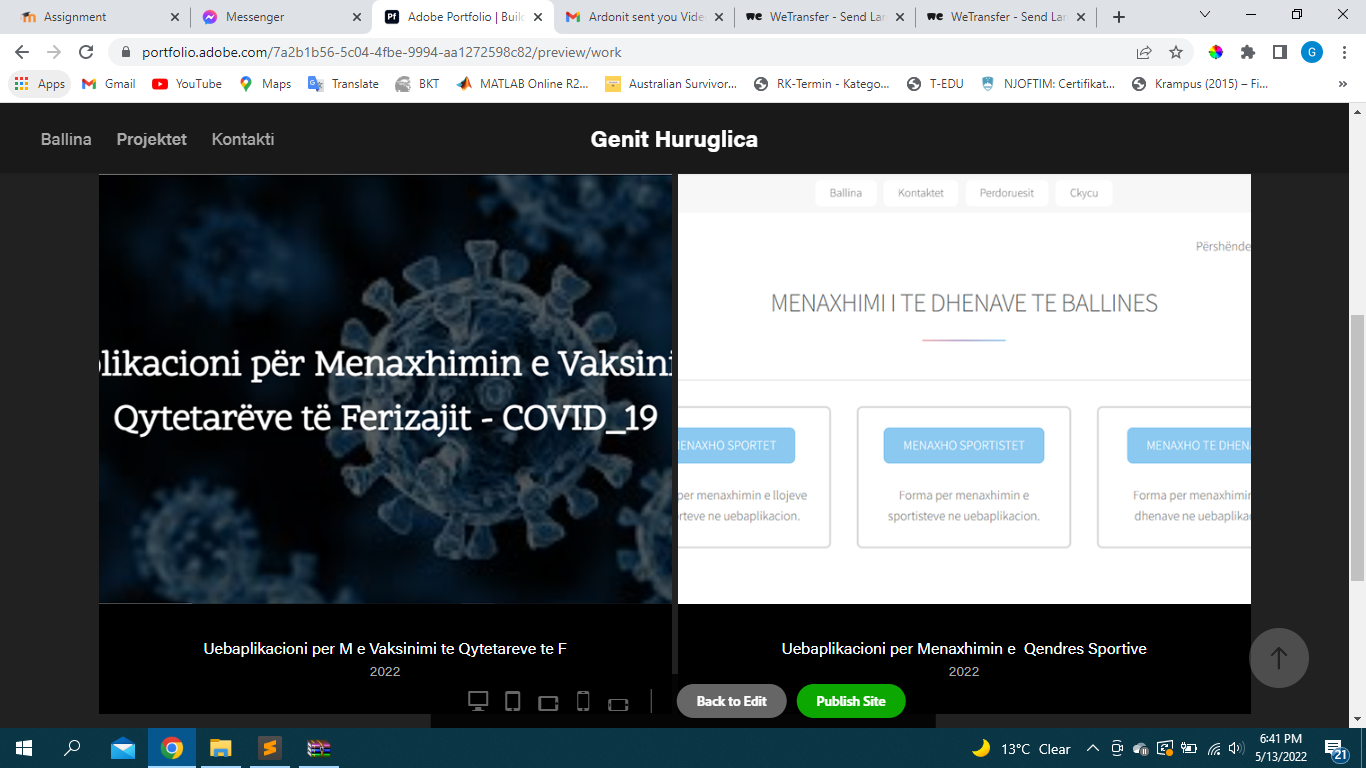 Assignment
Messenger
Adobe Portfolio | Buil
Ardonit sent you Vide
WeTransfer - Send Lar
WeTransfer - Send Lar
portfolio.adobe.com/7a2b1b56-5c04-4fbe-9994-aa1272598c82/preview/work
G
Apps
Gmail
YouTube
Maps
Translate
BKT
MATLAB Online R2...
Australian Survivor...
RK-Termin - Katego...
T-EDU
NJOFTIM: Certifikat...
Krampus (2015) – Fi...
Ballina
Projektet
Kontakti
Genit Huruglica
plikacioni për Menaxhimin e Vaksini
Qytetarëve të Ferizajit - COVID_19
Uebaplikacioni per M e Vaksinimi te Qytetareve te F
2022
Ballina
Kontaktet
Perdoruesit
Ckycu
Përshënde
MENAXHIMI I TE DHENAVE TE BALLINES
ENAXHO SPORTET
per menaxhimin e llojeve
orteve ne uebaplikacion.
MENAXHO SPORTISTET
Forma per menaxhimin e
sportisteve ne uebaplikacion.
MENAXHO TE DHEN
Forma per menaxhimin
dhenave ne uebaplika
Uebaplikacioni per Menaxhimin e  Qendres Sportive
2022
Back to Edit
Publish Site
13°C Clear
6:41 PM
5/13/2022
21